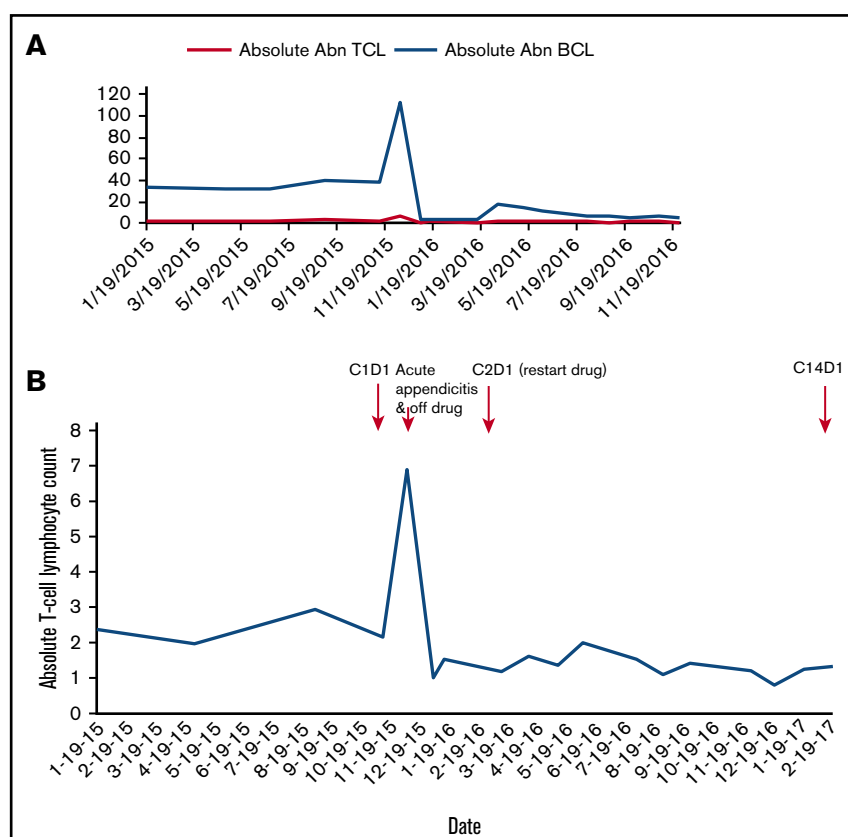 A
Absolute Abn TCL Absolute Abn BCL
120
100
80
60
40
20
0
1/19/2015 3/19/2015 5/19/2015 7/19/2015 9/19/2015 11/19/2015 1/19/2016 3/19/2016 5/19/2016 7/19/2016 9/19/2016 11/19/2016
B
C1D1 Acute appendicitis & off drug
C2D1 (restart drug)
C14D1
Absolute T-cell lymphocyte count
8
7
6
5
4
3
2
1
0
1-19-15 2-19-15 3-19-15 4-19-15 5-19-15 6-19-15 7-19-15 8-19-15 9-19-15 10-19-15 11-19-15 12-19-15 1-19-16 2-19-16 3-19-16 4-19-16 5-19-16 6-19-16 7-19-16 8-19-16 9-19-16 10-19-16 11-19-16 12-19-16 1-19-17 2-19-17
Date